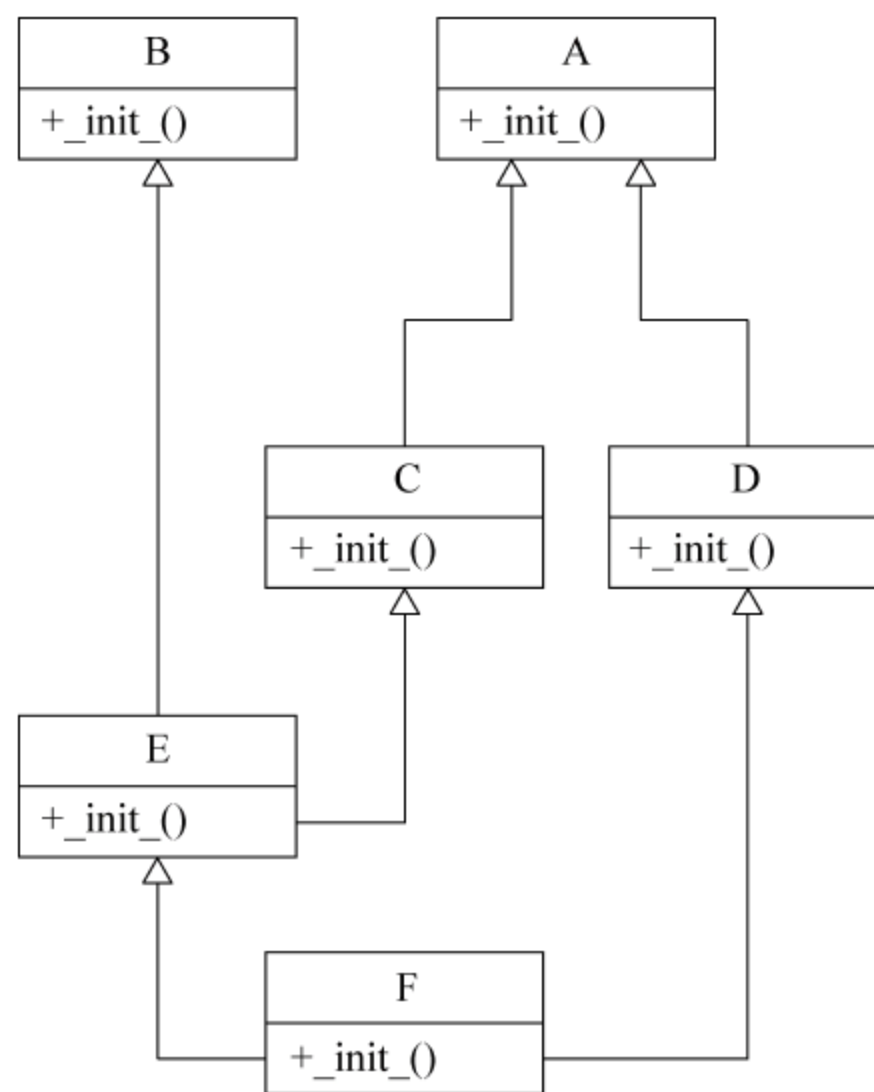 B
+_init_()
A
+_init_()
C
+_init_()
D
+_init_()
E
+_init_()
F
+_init_()